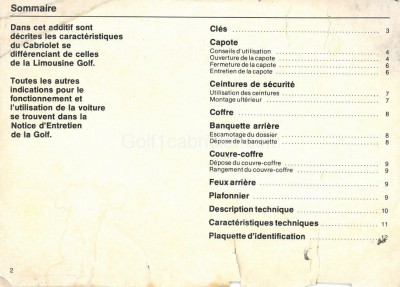 Sommaire
Dans cet additif sont
décrites les caractéristiques
du Cabriolet se
différenciant de celles
de la Limousine Golf.
Toutes les autres
indications pour le
fonctionnement et
l'utilisation de la voiture
se trouvent dans la
Notice d'Entretien
de la Golf.
Clés 3
Capote
Conseils d'utilisation 4
Ouverture de la capote 4
Fermeture de la capote 6
Entretien de la capote 6
Ceintures de sécurité
Utilisation des ceintures 7
Montage ultérieur 7
Coffre 8
Banquette arrière
Escamotage du dossier 8
Dépose de la banquette 8
Couvre-coffre
Dépose du couvre-coffre 9
Rangement du couvre-coffre 9
Feux arrière 9
Plafonnier 9
Description technique 10
Caractéristiques techniques 11
Plaquette d'identification 12
2